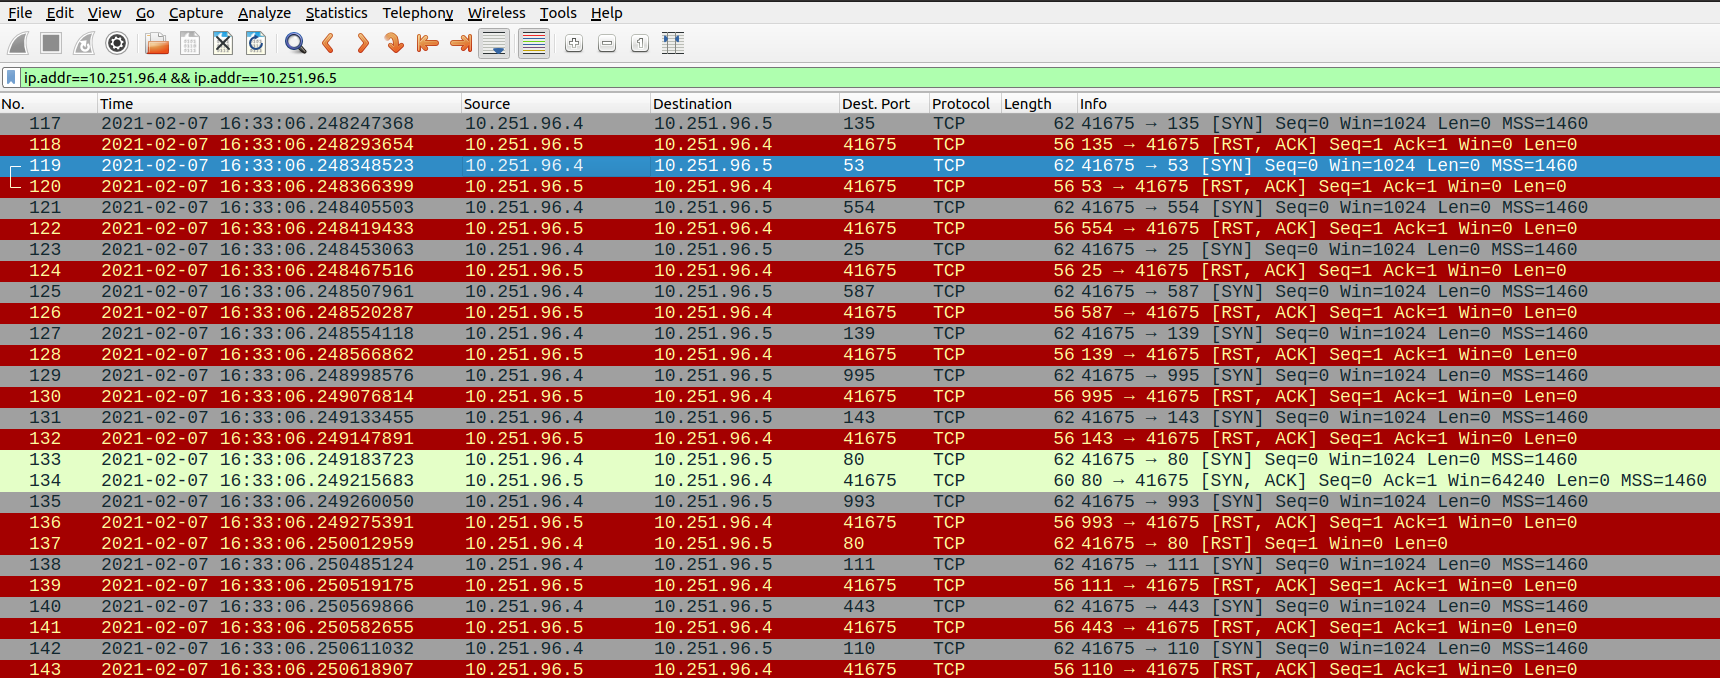 File Edit View Go Capture Analyze Statistics Telephony Wireless Tools Help
ip.addr==10.251.96.4 && ip.addr==10.251.96.5
No. Time Source Destination Dest. Port Protocol Length Info
117 2021-02-07 16:33:06.248247368 10.251.96.4 10.251.96.5 135 TCP 62 41675 → 135 [SYN] Seq=0 Win=1024 Len=0 MSS=1460
118 2021-02-07 16:33:06.248293654 10.251.96.5 10.251.96.4 41675 TCP 56 135 → 41675 [RST, ACK] Seq=1 Ack=1 Win=0 Len=0
119 2021-02-07 16:33:06.248348523 10.251.96.4 10.251.96.5 53 TCP 62 41675 → 53 [SYN] Seq=0 Win=1024 Len=0 MSS=1460
120 2021-02-07 16:33:06.248366399 10.251.96.5 10.251.96.4 41675 TCP 56 53 → 41675 [RST, ACK] Seq=1 Ack=1 Win=0 Len=0
121 2021-02-07 16:33:06.248405503 10.251.96.4 10.251.96.5 554 TCP 62 41675 → 554 [SYN] Seq=0 Win=1024 Len=0 MSS=1460
122 2021-02-07 16:33:06.248419433 10.251.96.5 10.251.96.4 41675 TCP 56 554 → 41675 [RST, ACK] Seq=1 Ack=1 Win=0 Len=0
123 2021-02-07 16:33:06.248453063 10.251.96.4 10.251.96.5 25 TCP 62 41675 → 25 [SYN] Seq=0 Win=1024 Len=0 MSS=1460
124 2021-02-07 16:33:06.248467516 10.251.96.5 10.251.96.4 41675 TCP 56 25 → 41675 [RST, ACK] Seq=1 Ack=1 Win=0 Len=0
125 2021-02-07 16:33:06.248507961 10.251.96.4 10.251.96.5 587 TCP 62 41675 → 587 [SYN] Seq=0 Win=1024 Len=0 MSS=1460
126 2021-02-07 16:33:06.248520287 10.251.96.5 10.251.96.4 41675 TCP 56 587 → 41675 [RST, ACK] Seq=1 Ack=1 Win=0 Len=0
127 2021-02-07 16:33:06.248554118 10.251.96.4 10.251.96.5 139 TCP 62 41675 → 139 [SYN] Seq=0 Win=1024 Len=0 MSS=1460
128 2021-02-07 16:33:06.248566862 10.251.96.5 10.251.96.4 41675 TCP 56 139 → 41675 [RST, ACK] Seq=1 Ack=1 Win=0 Len=0
129 2021-02-07 16:33:06.248998576 10.251.96.4 10.251.96.5 995 TCP 62 41675 → 995 [SYN] Seq=0 Win=1024 Len=0 MSS=1460
130 2021-02-07 16:33:06.249076814 10.251.96.5 10.251.96.4 41675 TCP 56 995 → 41675 [RST, ACK] Seq=1 Ack=1 Win=0 Len=0
131 2021-02-07 16:33:06.249133455 10.251.96.4 10.251.96.5 143 TCP 62 41675 → 143 [SYN] Seq=0 Win=1024 Len=0 MSS=1460
132 2021-02-07 16:33:06.249147891 10.251.96.5 10.251.96.4 41675 TCP 56 143 → 41675 [RST, ACK] Seq=1 Ack=1 Win=0 Len=0
133 2021-02-07 16:33:06.249183723 10.251.96.4 10.251.96.5 80 TCP 62 41675 → 80 [SYN] Seq=0 Win=1024 Len=0 MSS=1460
134 2021-02-07 16:33:06.249215683 10.251.96.5 10.251.96.4 41675 TCP 60 80 → 41675 [SYN, ACK] Seq=0 Ack=1 Win=64240 Len=0 MSS=1460
135 2021-02-07 16:33:06.249260050 10.251.96.4 10.251.96.5 993 TCP 62 41675 → 993 [SYN] Seq=0 Win=1024 Len=0 MSS=1460
136 2021-02-07 16:33:06.249275391 10.251.96.5 10.251.96.4 41675 TCP 56 993 → 41675 [RST, ACK] Seq=1 Ack=1 Win=0 Len=0
137 2021-02-07 16:33:06.250012959 10.251.96.4 10.251.96.5 80 TCP 62 41675 → 80 [RST] Seq=1 Win=0 Len=0
138 2021-02-07 16:33:06.250485124 10.251.96.4 10.251.96.5 111 TCP 62 41675 → 111 [SYN] Seq=0 Win=1024 Len=0 MSS=1460
139 2021-02-07 16:33:06.250519175 10.251.96.5 10.251.96.4 41675 TCP 56 111 → 41675 [RST, ACK] Seq=1 Ack=1 Win=0 Len=0
140 2021-02-07 16:33:06.250569866 10.251.96.4 10.251.96.5 443 TCP 62 41675 → 443 [SYN] Seq=0 Win=1024 Len=0 MSS=1460
141 2021-02-07 16:33:06.250582655 10.251.96.5 10.251.96.4 41675 TCP 56 443 → 41675 [RST, ACK] Seq=1 Ack=1 Win=0 Len=0
142 2021-02-07 16:33:06.250611032 10.251.96.4 10.251.96.5 110 TCP 62 41675 → 110 [SYN] Seq=0 Win=1024 Len=0 MSS=1460
143 2021-02-07 16:33:06.250618907 10.251.96.5 10.251.96.4 41675 TCP 56 110 → 41675 [RST, ACK] Seq=1 Ack=1 Win=0 Len=0